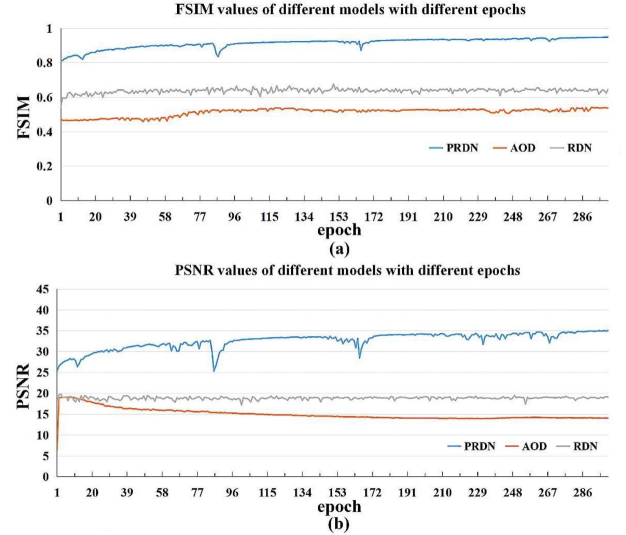 FSIM values of different models with different epochs
1
0.8
0.6
0.4
0.2
0
FSIM
PRDN AOD RDN
1 20 39 58 77 96 115 134 153 172 191 210 229 248 267 286
epoch
(a)
PSNR values of different models with different epochs
45
40
35
30
25
20
15
10
5
0
PSNR
PRDN AOD RDN
1 20 39 58 77 96 115 134 153 172 191 210 229 248 267 286
epoch
(b)